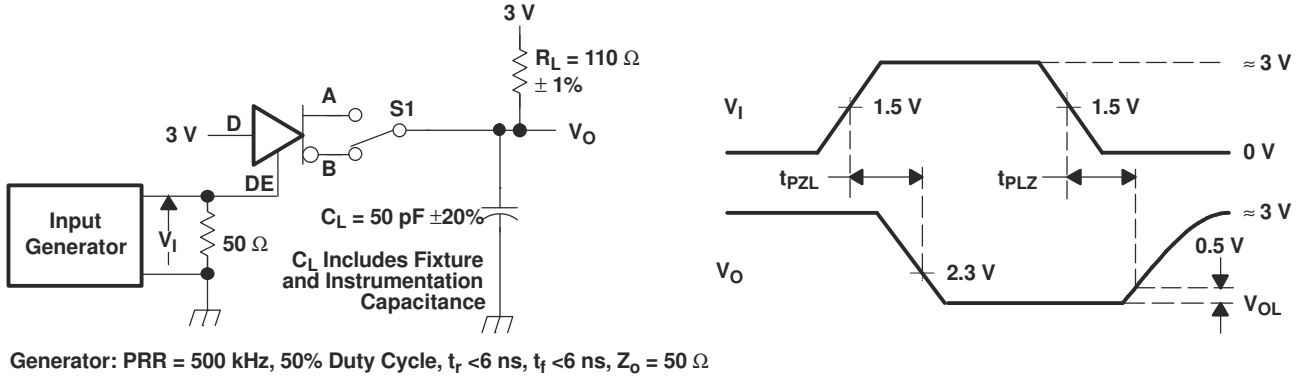 3 V
R_L = 110 Ω
± 1%
A
S1
3 V
D
B
V_O
DE
Input
Generator
V_I
50 Ω
C_L = 50 pF ±20%
C_L Includes Fixture
and Instrumentation
Capacitance
Generator: PRR = 500 kHz, 50% Duty Cycle, t_r <6 ns, t_f <6 ns, Z_o = 50 Ω
≈ 3 V
V_I
1.5 V
1.5 V
0 V
t_PZL
t_PLZ
≈ 3 V
0.5 V
V_O
2.3 V
V_OL